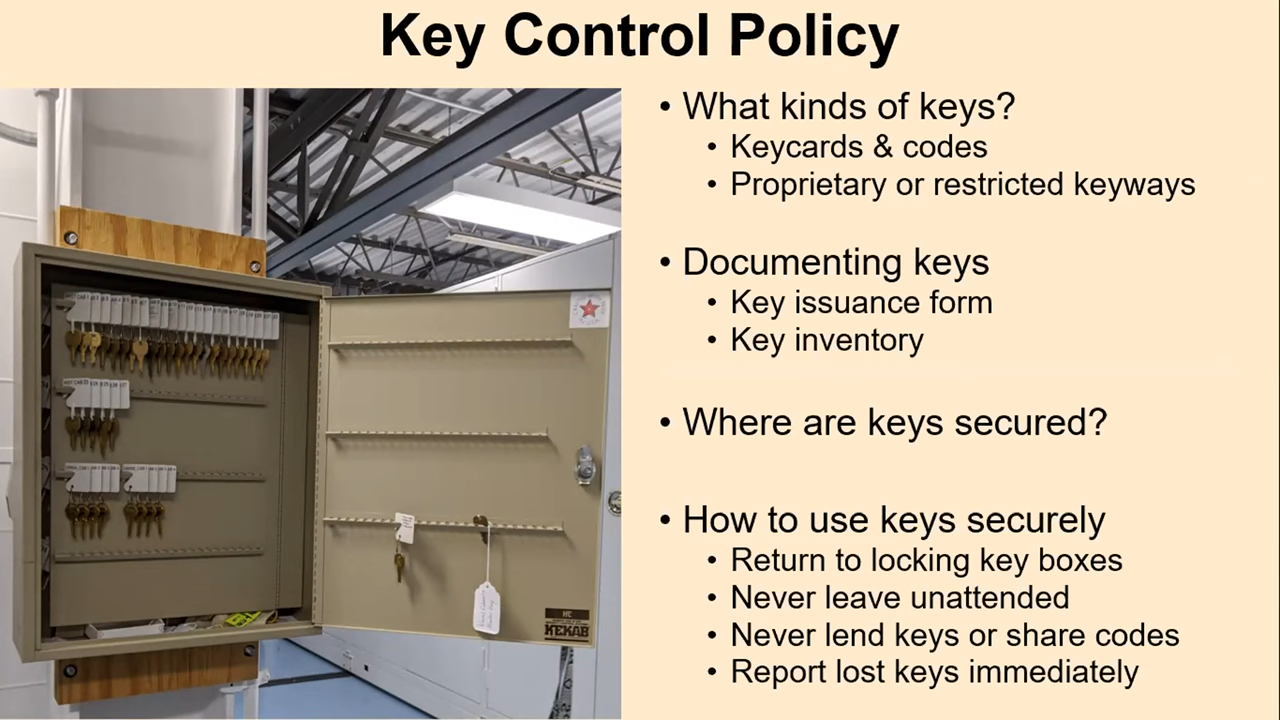 Key Control Policy
• What kinds of keys?
• Keycards & codes
• Proprietary or restricted keyways
• Documenting keys
• Key issuance form
• Key inventory
• Where are keys secured?
• How to use keys securely
• Return to locking key boxes
• Never leave unattended
• Never lend keys or share codes
• Report lost keys immediately
KEKAB